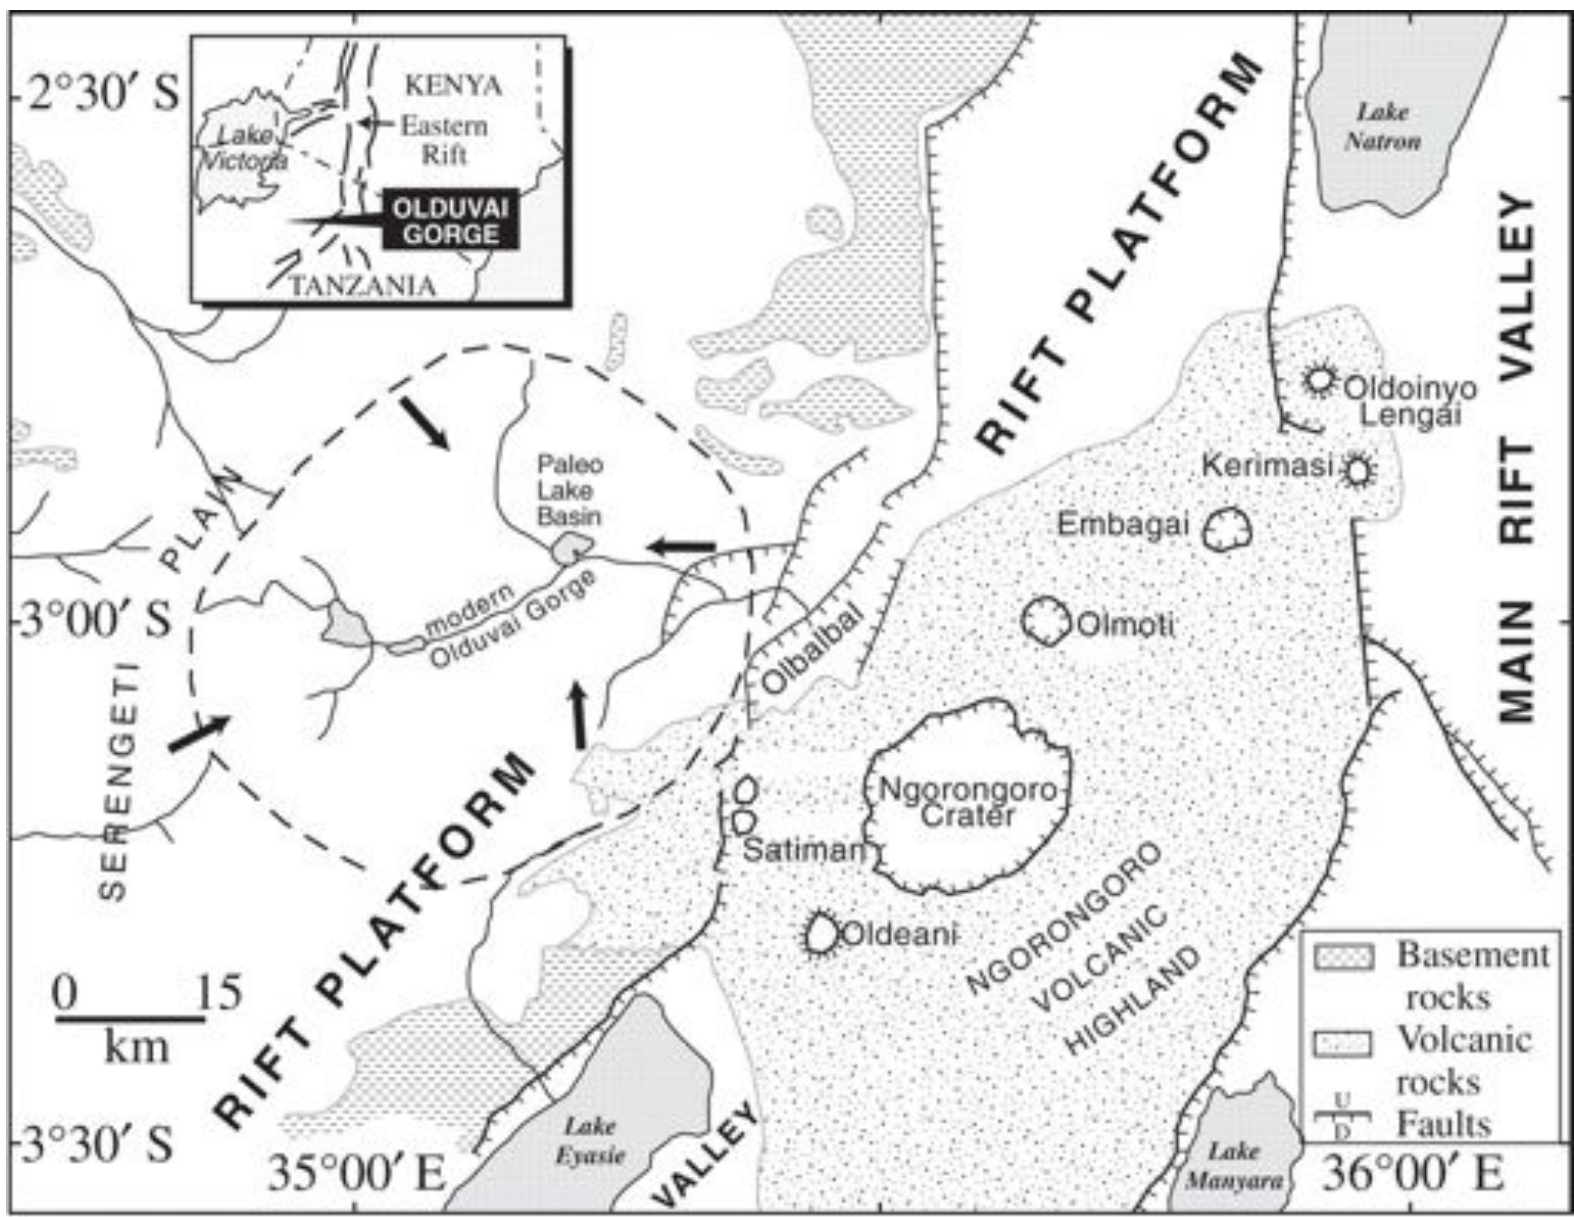 2°30′ S
KENYA
Lake
Victoria
Eastern
Rift
OLDUVAI
GORGE
TANZANIA
Lake
Natron
RIFT PLATFORM
MAIN RIFT VALLEY
Oldoinyo
Lengai
Kerimasi
Embagai
Olmoti
Paleo
Lake
Basin
modern
Olduvai Gorge
3°00′ S
SERENGETI PLAIN
Olbalbal
Ngorongoro
Crater
Satiman
Oldeani
NGORONGORO
VOLCANIC
HIGHLAND
RIFT PLATFORM
0 15
km
Basement
rocks
Volcanic
rocks
U
D
Faults
3°30′ S
35°00′ E
Lake
Eyasie
VALLEY
Lake
Manyara
36°00′ E